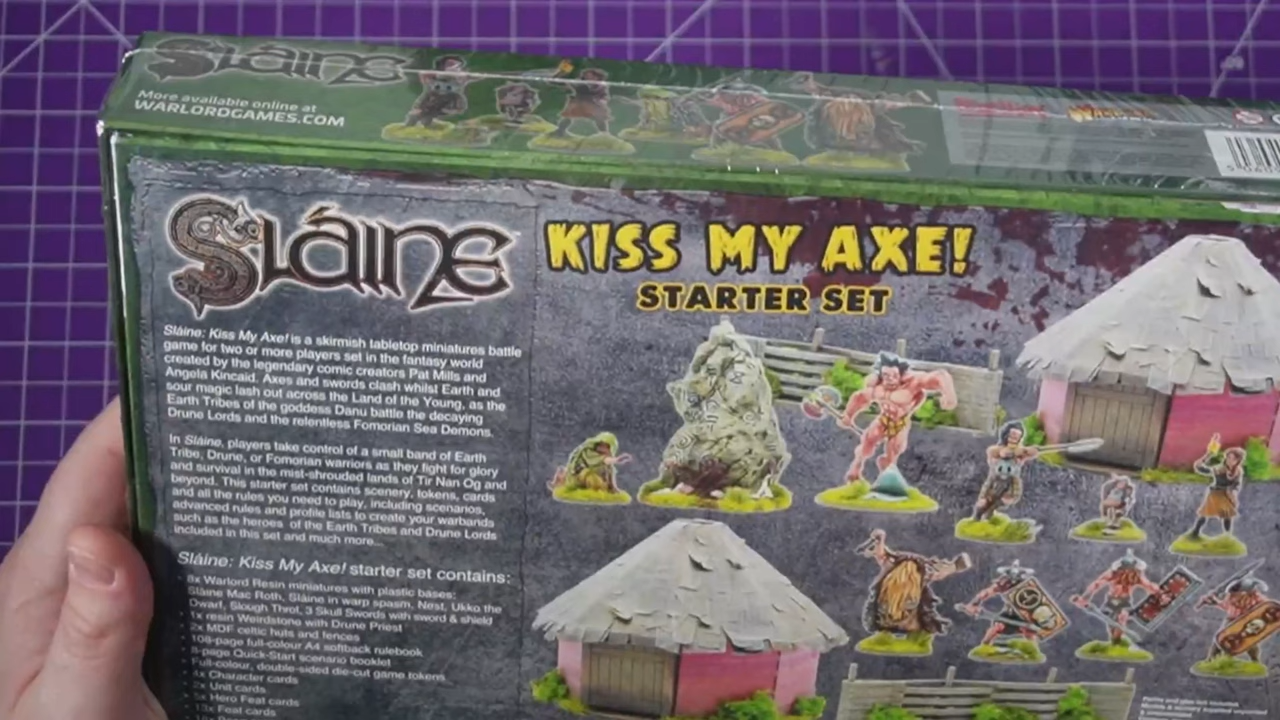 Sláine
More available online at
WARLORDGAMES.COM
Sláine
KISS MY AXE!
STARTER SET
Sláine: Kiss My Axe! is a skirmish tabletop miniatures battle
game for two or more players set in the fantasy world
created by the legendary comic creators Pat Mills and
Angela Kincaid. Axes and swords clash whilst Earth and
sour magic lash out across the Land of the Young, as the
Earth Tribes of the goddess Danu battle the decaying
Drune Lords and the relentless Fomorian Sea Demons.
In Sláine, players take control of a small band of Earth
Tribe, Drune, or Fomorian warriors as they fight for glory
and survival in the mist-shrouded lands of Tir Nan Og and
beyond. This starter set contains scenery, tokens, cards
and all the rules you need to play, including scenarios,
advanced rules and profile lists to create your warbands
such as the heroes of the Earth Tribes and Drune Lords
included in this set and much more...
Sláine: Kiss My Axe! starter set contains:
• 8x Warlord Resin miniatures with plastic bases:
Sláine Mac Roth, Sláine in warp spasm, Nest, Ukko the
Dwarf, Slough Throt, 3 Skull Swords with sword & shield
• 1x resin Weirdstone with Drune Priest
• 2x MDF celtic huts and fences
• 108-page full-colour A4 softback rulebook
• 8-page Quick-Start scenario booklet
• Full-colour, double-sided die-cut game tokens
• 4x Character cards
• 2x Unit cards
• 5x Hero Feat cards
• 13x Feat cards